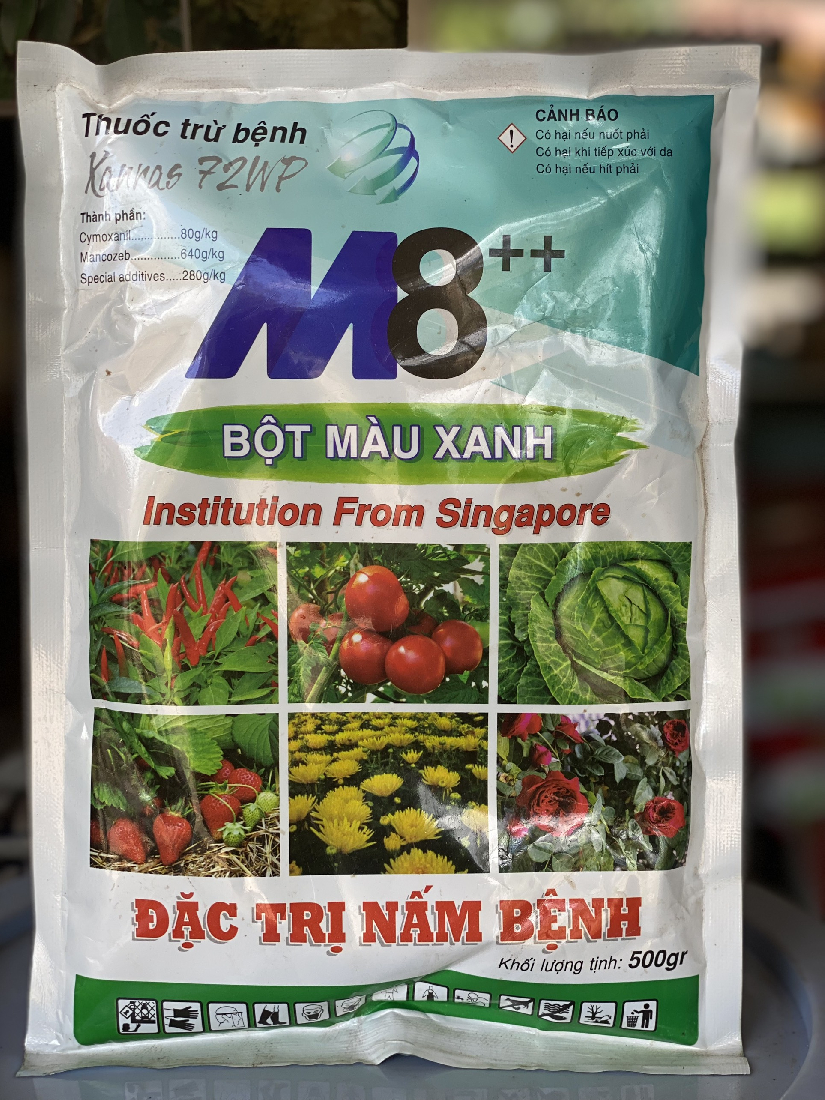 Thuốc trừ bệnh
Kannas 72WP
Thành phần:
Cymoxanil..............80g/kg
Mancozeb..............640g/kg
Special additives.....280g/kg
CẢNH BÁO
Có hại nếu nuốt phải
Có hại khi tiếp xúc với da
Có hại nếu hít phải
M8++
BỘT MÀU XANH
Institution From Singapore
ĐẶC TRỊ NẤM BỆNH
Khối lượng tịnh: 500gr